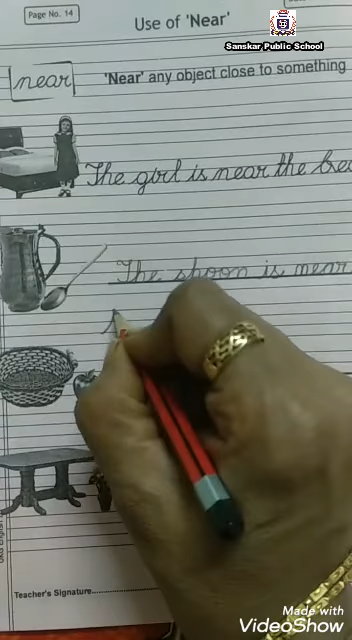 Page No. 14
Use of 'Near'
Sanskar Public School
near
'Near' any object close to something
The girl is near the
The spoon is near
Teacher's Signature
Made with
VideoShow